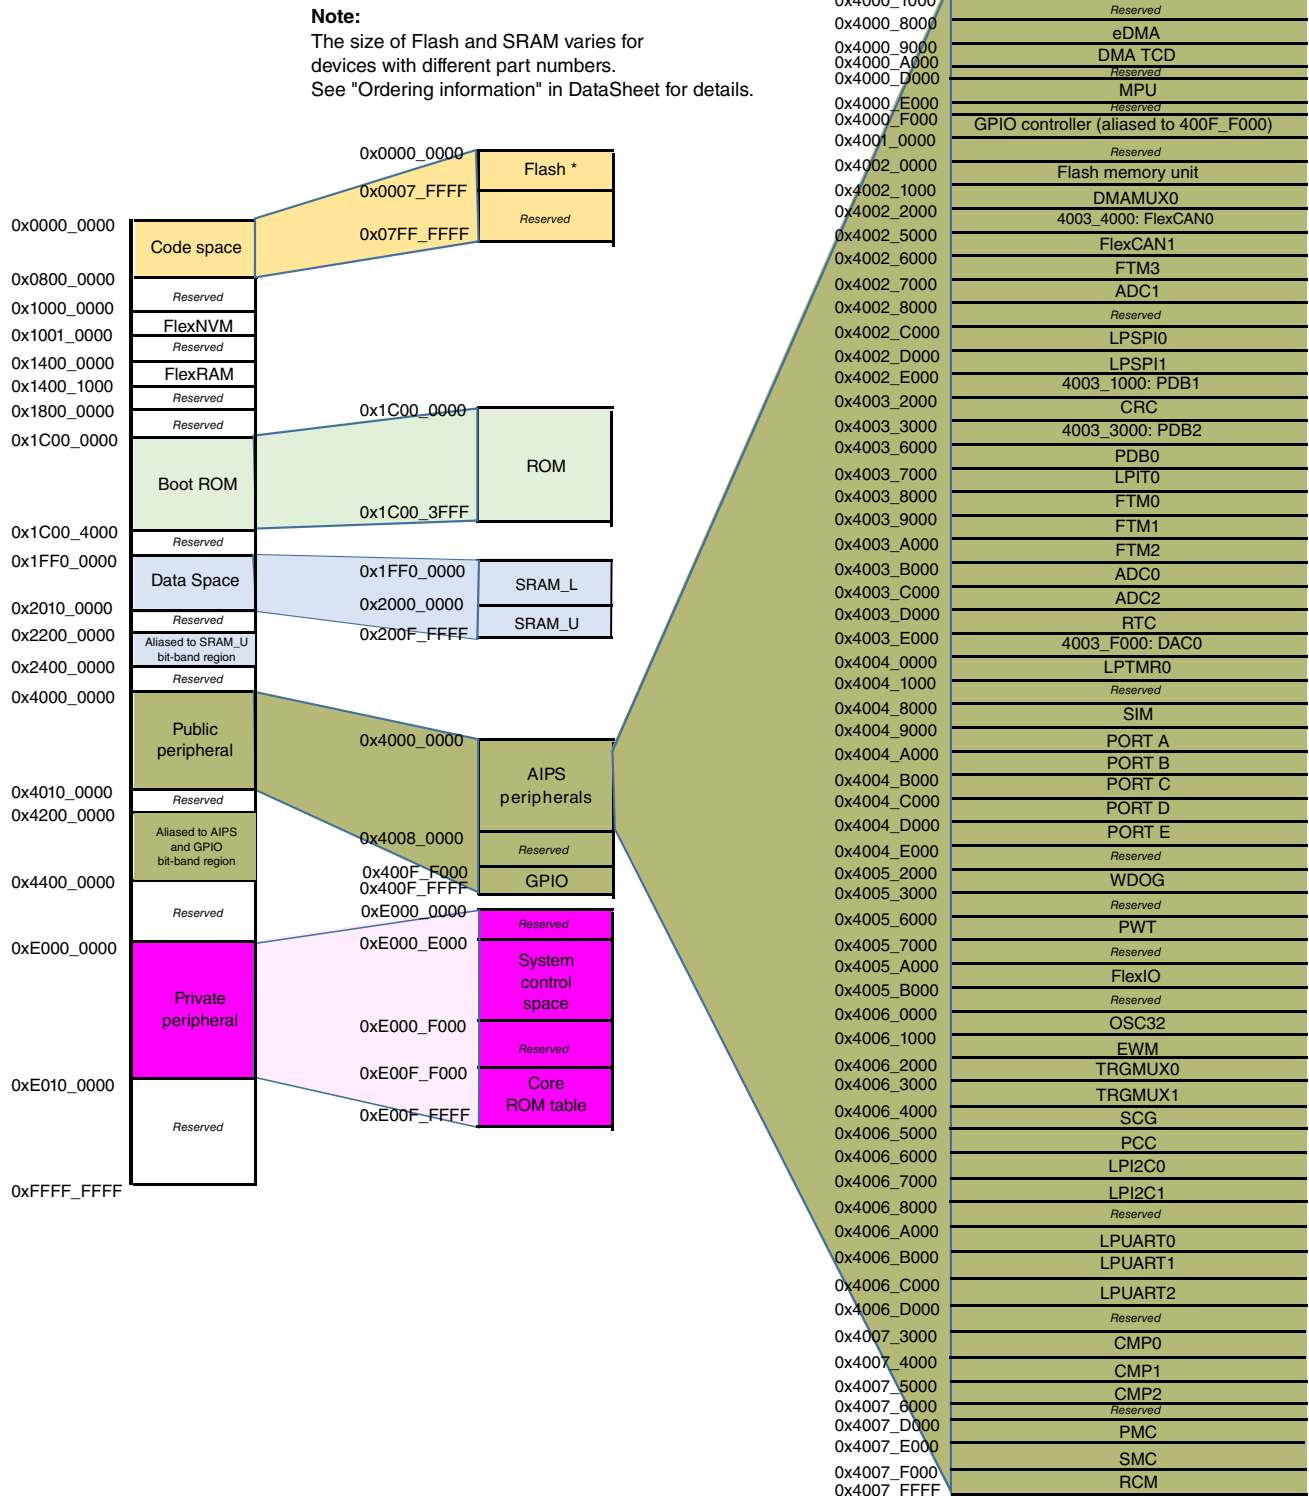 Note:
The size of Flash and SRAM varies for
devices with different part numbers.
See "Ordering information" in DataSheet for details.
0x0000_0000
Code space
0x0800_0000
Reserved
0x1000_0000
FlexNVM
0x1001_0000
Reserved
0x1400_0000
FlexRAM
0x1400_1000
Reserved
0x1800_0000
Reserved
0x1C00_0000
Boot ROM
0x1C00_4000
Reserved
0x1FF0_0000
Data Space
0x2010_0000
Reserved
0x2200_0000
Aliased to SRAM_U
bit-band region
0x2400_0000
Reserved
0x4000_0000
Public
peripheral
0x4010_0000
Reserved
0x4200_0000
Aliased to AIPS
and GPIO
bit-band region
0x4400_0000
Reserved
0xE000_0000
Private
peripheral
0xE010_0000
Reserved
0xFFFF_FFFF
0x0000_0000
Flash *
0x0007_FFFF
Reserved
0x07FF_FFFF
0x1C00_0000
ROM
0x1C00_3FFF
0x1FF0_0000
SRAM_L
0x2000_0000
SRAM_U
0x200F_FFFF
0x4000_0000
AIPS
peripherals
0x4008_0000
Reserved
0x400F_F000
GPIO
0x400F_FFFF
0xE000_0000
Reserved
0xE000_E000
System
control
space
0xE000_F000
Reserved
0xE00F_F000
Core
ROM table
0xE00F_FFFF
0x4000_1000
Reserved
0x4000_8000
eDMA
0x4000_9000
DMA TCD
0x4000_A000
Reserved
0x4000_D000
MPU
0x4000_E000
Reserved
0x4000_F000
GPIO controller (aliased to 400F_F000)
0x4001_0000
Reserved
0x4002_0000
Flash memory unit
0x4002_1000
DMAMUX0
0x4002_2000
4003_4000: FlexCAN0
0x4002_5000
FlexCAN1
0x4002_6000
FTM3
0x4002_7000
ADC1
0x4002_8000
Reserved
0x4002_C000
LPSPI0
0x4002_D000
LPSPI1
0x4002_E000
4003_1000: PDB1
0x4003_2000
CRC
0x4003_3000
4003_3000: PDB2
0x4003_6000
PDB0
0x4003_7000
LPIT0
0x4003_8000
FTM0
0x4003_9000
FTM1
0x4003_A000
FTM2
0x4003_B000
ADC0
0x4003_C000
ADC2
0x4003_D000
RTC
0x4003_E000
4003_F000: DAC0
0x4004_0000
LPTMR0
0x4004_1000
Reserved
0x4004_8000
SIM
0x4004_9000
PORT A
0x4004_A000
PORT B
0x4004_B000
PORT C
0x4004_C000
PORT D
0x4004_D000
PORT E
0x4004_E000
Reserved
0x4005_2000
WDOG
0x4005_3000
Reserved
0x4005_6000
PWT
0x4005_7000
Reserved
0x4005_A000
FlexIO
0x4005_B000
Reserved
0x4006_0000
OSC32
0x4006_1000
EWM
0x4006_2000
TRGMUX0
0x4006_3000
TRGMUX1
0x4006_4000
SCG
0x4006_5000
PCC
0x4006_6000
LPI2C0
0x4006_7000
LPI2C1
0x4006_8000
Reserved
0x4006_A000
LPUART0
0x4006_B000
LPUART1
0x4006_C000
LPUART2
0x4006_D000
Reserved
0x4007_3000
CMP0
0x4007_4000
CMP1
0x4007_5000
CMP2
0x4007_6000
Reserved
0x4007_D000
PMC
0x4007_E000
SMC
0x4007_F000
RCM
0x4007_FFFF